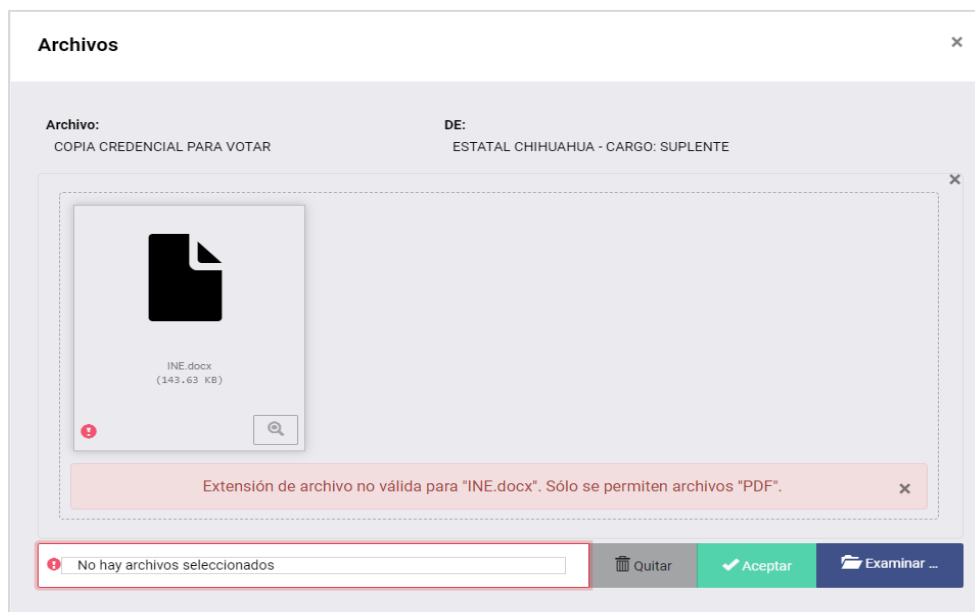 Archivos
×
Archivo:
DE:
COPIA CREDENCIAL PARA VOTAR
ESTATAL CHIHUAHUA - CARGO: SUPLENTE
×
INE.docx
(143.63 KB)
Extensión de archivo no válida para "INE.docx". Sólo se permiten archivos "PDF".
×
No hay archivos seleccionados
Quitar
Aceptar
Examinar ...